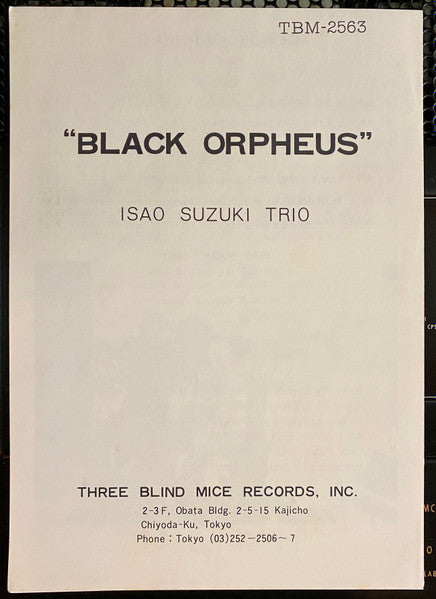 TBM-2563
“BLACK ORPHEUS”
ISAO SUZUKI TRIO
THREE BLIND MICE RECORDS, INC.
2-3F, Obata Bldg. 2-5-15 Kajicho
Chiyoda-Ku, Tokyo
Phone : Tokyo (03)252-2506~7